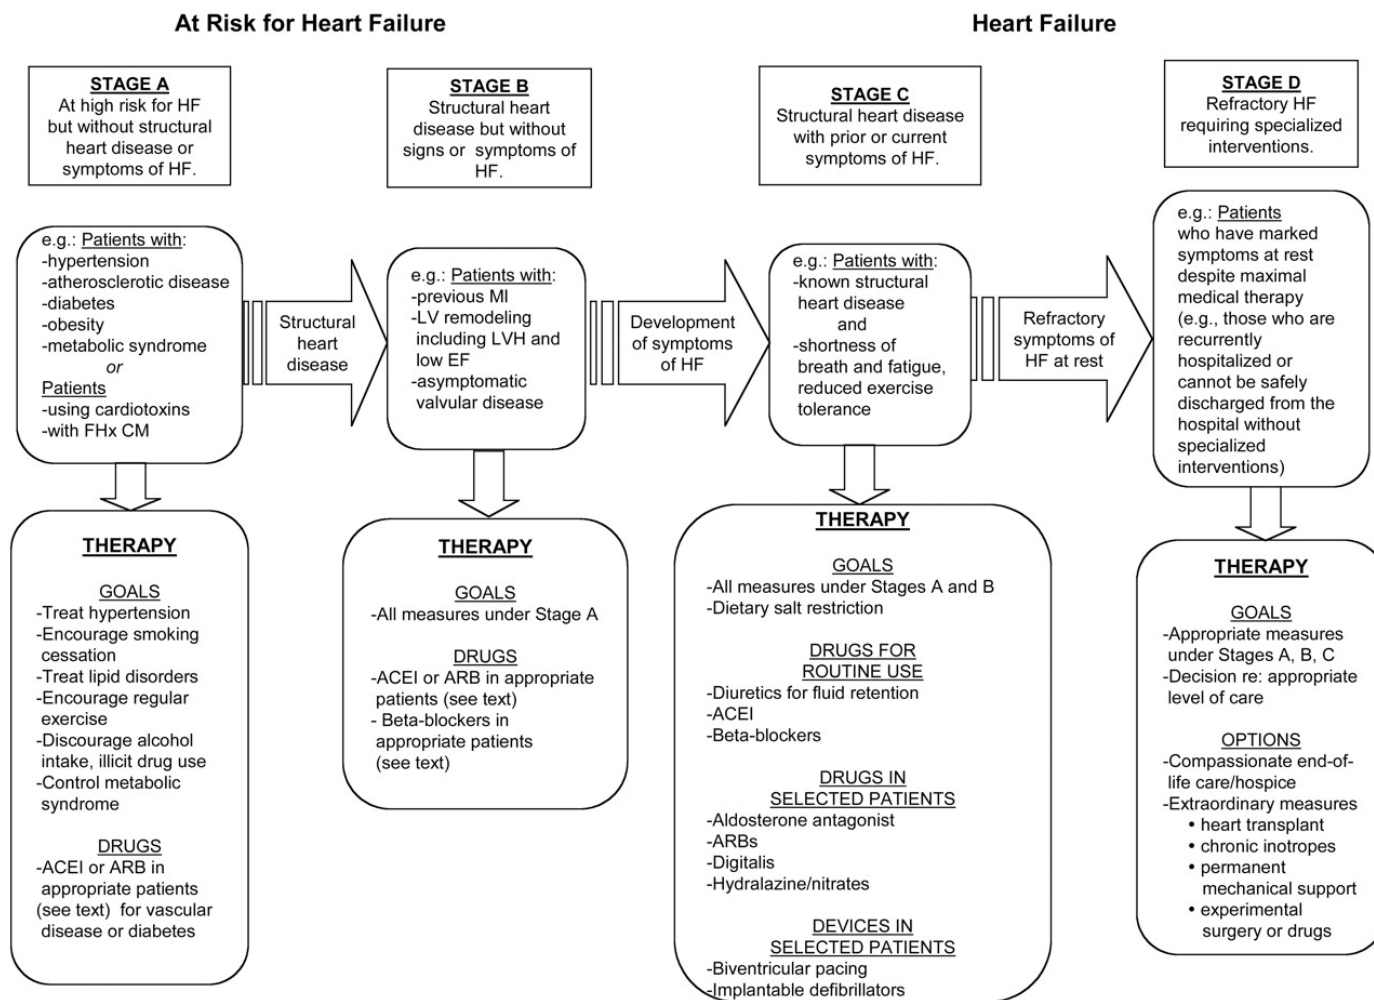 At Risk for Heart Failure
Heart Failure
STAGE A
At high risk for HF
but without structural
heart disease or
symptoms of HF.
STAGE B
Structural heart
disease but without
signs or symptoms of
HF.
STAGE C
Structural heart disease
with prior or current
symptoms of HF.
STAGE D
Refractory HF
requiring specialized
interventions.
e.g.: Patients with:
-hypertension
-atherosclerotic disease
-diabetes
-obesity
-metabolic syndrome
or
Patients
-using cardiotoxins
-with FHx CM
Structural
heart
disease
e.g.: Patients with:
-previous MI
-LV remodeling
including LVH and
low EF
-asymptomatic
valvular disease
Development
of symptoms
of HF
e.g.: Patients with:
-known structural
heart disease
and
-shortness of
breath and fatigue,
reduced exercise
tolerance
Refractory
symptoms of
HF at rest
e.g.: Patients
who have marked
symptoms at rest
despite maximal
medical therapy
(e.g., those who are
recurrently
hospitalized or
cannot be safely
discharged from the
hospital without
specialized
interventions)
THERAPY
GOALS
-Treat hypertension
-Encourage smoking
cessation
-Treat lipid disorders
-Encourage regular
exercise
-Discourage alcohol
intake, illicit drug use
-Control metabolic
syndrome
DRUGS
-ACEI or ARB in
appropriate patients
(see text) for vascular
disease or diabetes
THERAPY
GOALS
-All measures under Stage A
DRUGS
-ACEI or ARB in appropriate
patients (see text)
- Beta-blockers in
appropriate patients
(see text)
THERAPY
GOALS
-All measures under Stages A and B
-Dietary salt restriction
DRUGS FOR
ROUTINE USE
-Diuretics for fluid retention
-ACEI
-Beta-blockers
DRUGS IN
SELECTED PATIENTS
-Aldosterone antagonist
-ARBs
-Digitalis
-Hydralazine/nitrates
DEVICES IN
SELECTED PATIENTS
-Biventricular pacing
-Implantable defibrillators
THERAPY
GOALS
-Appropriate measures
under Stages A, B, C
-Decision re: appropriate
level of care
OPTIONS
-Compassionate end-of-
life care/hospice
-Extraordinary measures
• heart transplant
• chronic inotropes
• permanent
mechanical support
• experimental
surgery or drugs